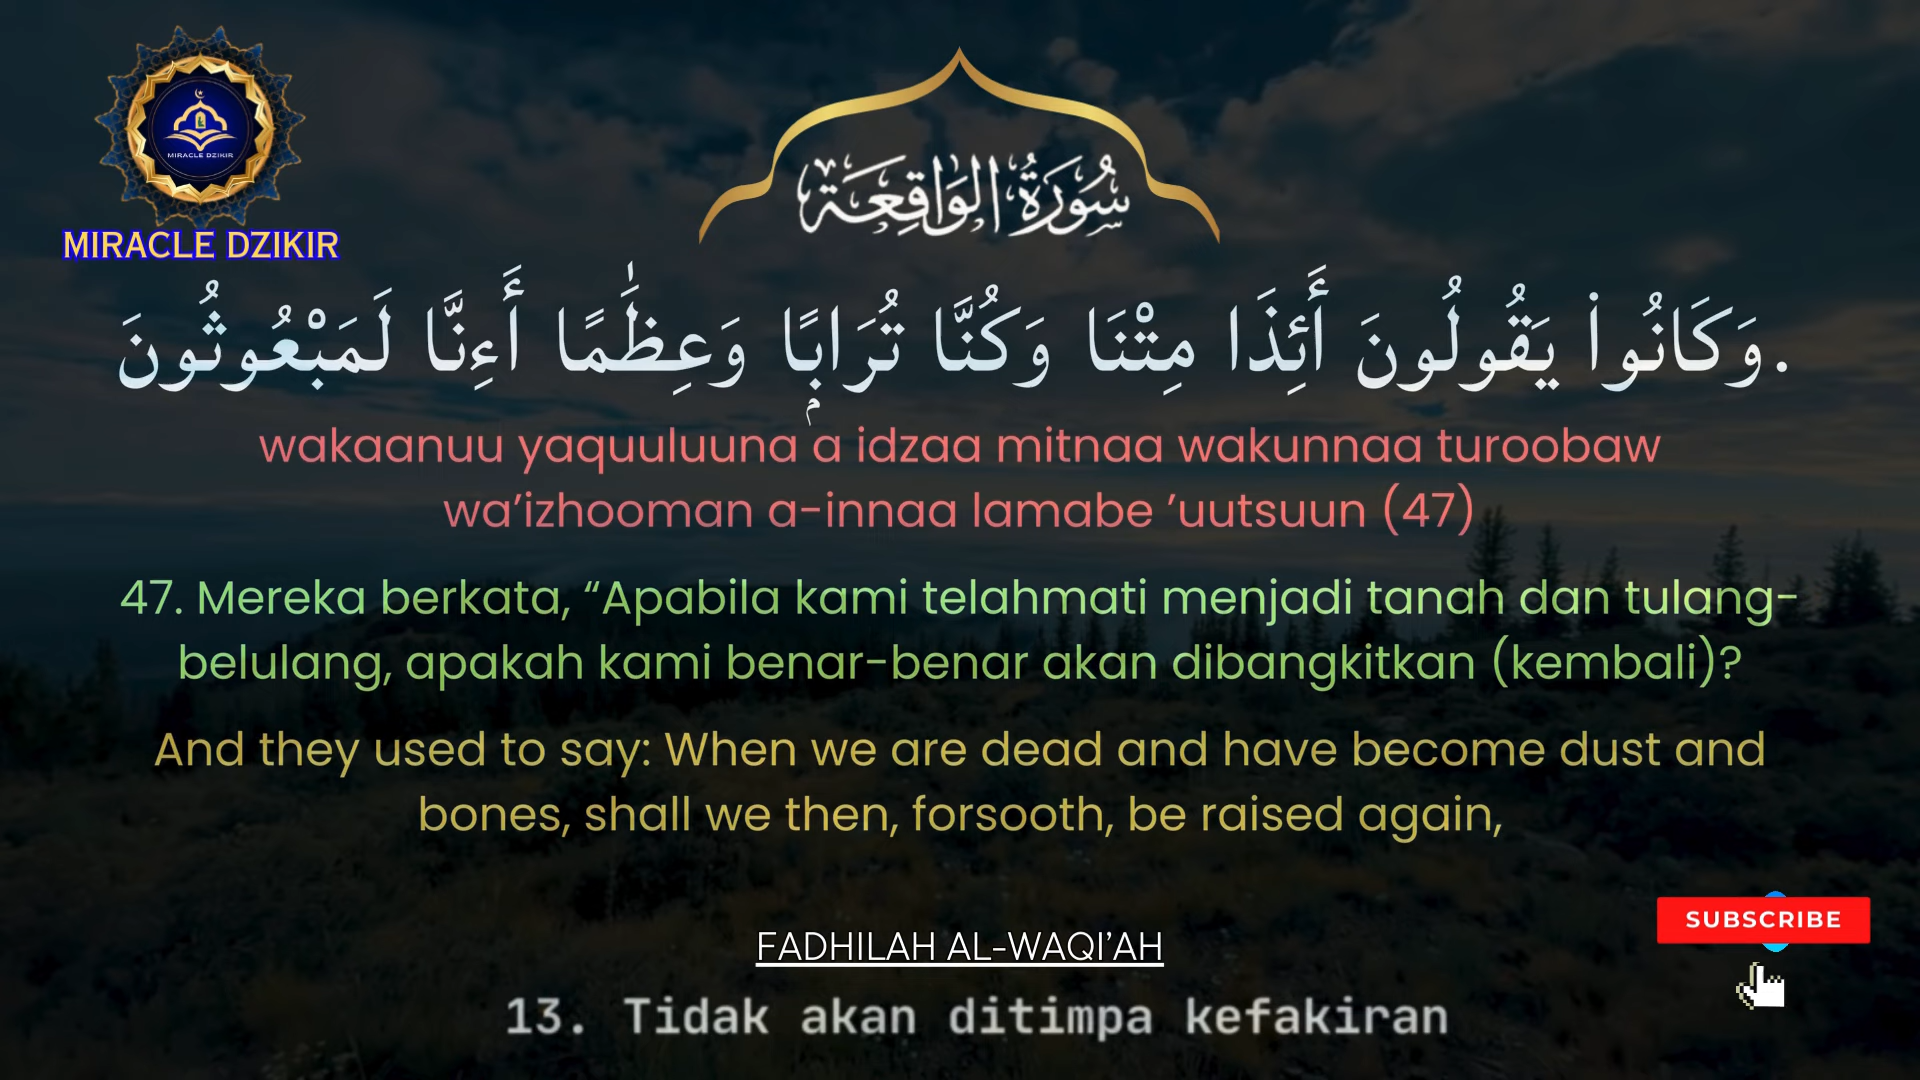 MIRACLE DZIKIR
MIRACLE DZIKIR
سُورَةُ الوَاقِعَة
.وَكَانُوا۟ يَقُولُونَ أَئِذَا مِتْنَا وَكُنَّا تُرَابًۭا وَعِظَٰمًا أَءِنَّا لَمَبْعُوثُونَ
wakaanuu yaquuluuna a idzaa mitnaa wakunnaa turoobaw
wa’izhooman a-innaa lamabe ’uutsuun (47)
47. Mereka berkata, “Apabila kami telahmati menjadi tanah dan tulang-
belulang, apakah kami benar-benar akan dibangkitkan (kembali)?
And they used to say: When we are dead and have become dust and
bones, shall we then, forsooth, be raised again,
FADHILAH AL-WAQI’AH
SUBSCRIBE
13. Tidak akan ditimpa kefakiran